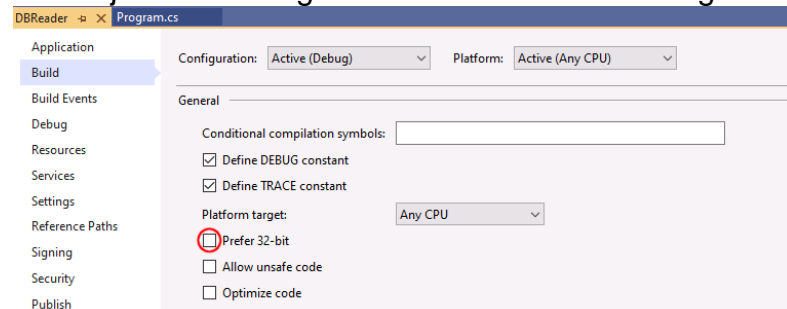 DBReader Program.cs
Application
Configuration: Active (Debug) Platform: Active (Any CPU)
Build
Build Events
General
Debug
Conditional compilation symbols:
Resources
Define DEBUG constant
Services
Define TRACE constant
Settings
Platform target: Any CPU
Reference Paths
Prefer 32-bit
Signing
Allow unsafe code
Security
Optimize code
Publish